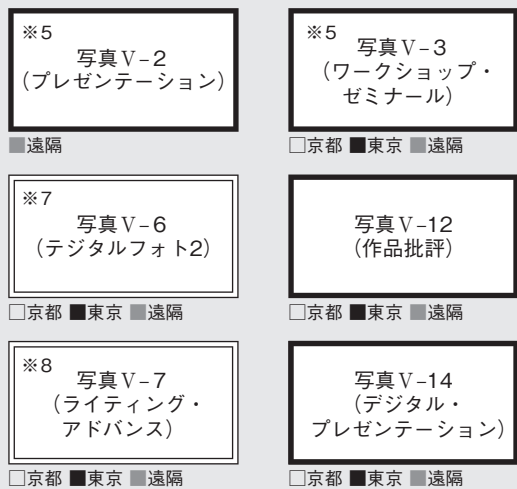 ※5
写真Ⅴ-2
（プレゼンテーション）
■遠隔
※5
写真Ⅴ-3
（ワークショップ・
ゼミナール）
□京都 ■東京 ■遠隔
※7
写真Ⅴ-6
（テジタルフォト2）
□京都 ■東京 ■遠隔
写真Ⅴ-12
（作品批評）
□京都 ■東京 ■遠隔
※8
写真Ⅴ-7
（ライティング・
アドバンス）
□京都 ■東京 ■遠隔
写真Ⅴ-14
（デジタル・
プレゼンテーション）
□京都 ■東京 ■遠隔